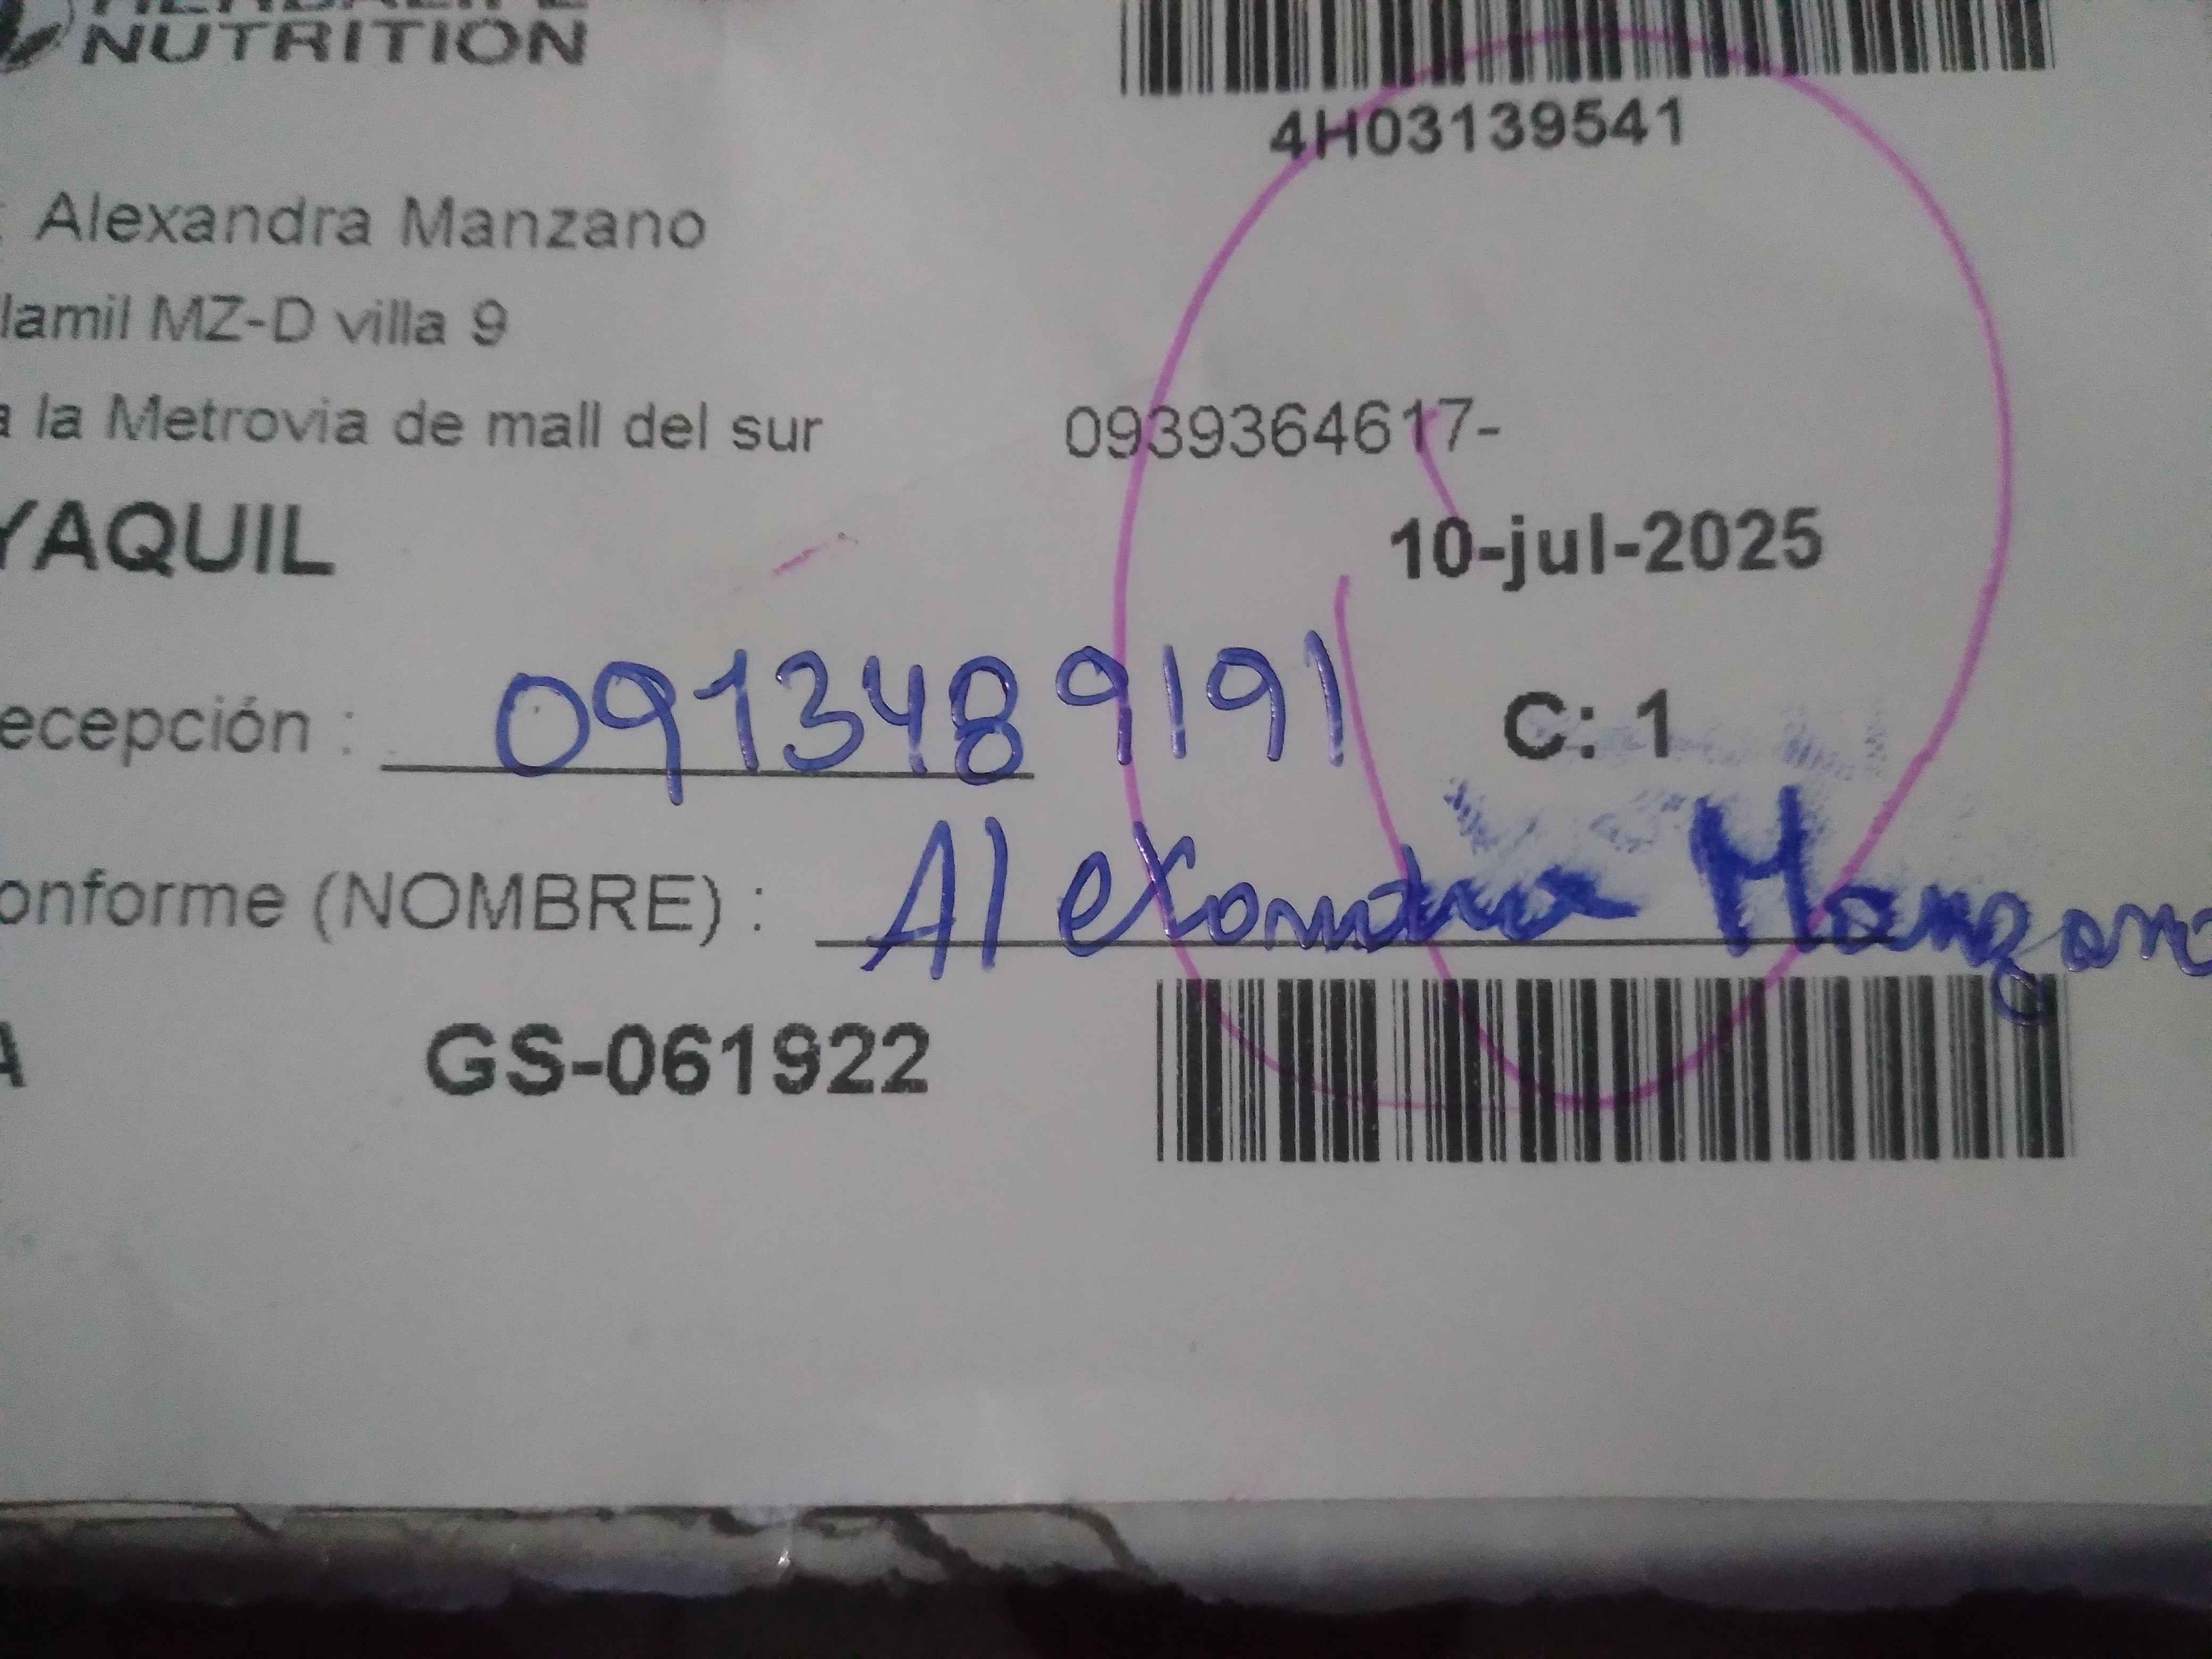 NUTRITION
4H03139541
: Alexandra Manzano
lamil MZ-D villa 9
a la Metrovia de mall del sur 0939364617-
YAQUIL 10-jul-2025
ecepción : 0913489191 C: 1
onforme (NOMBRE) : Alexandra Manzano
A GS-061922